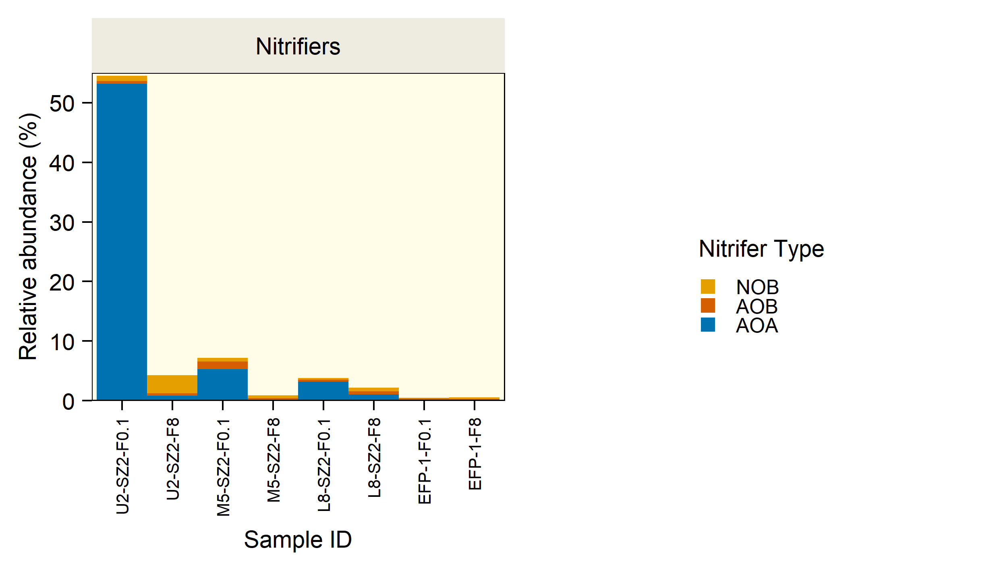 Nitrifiers
Relative abundance (%)
50
40
30
20
10
0
U2-SZ2-F0.1
U2-SZ2-F8
M5-SZ2-F0.1
M5-SZ2-F8
L8-SZ2-F0.1
L8-SZ2-F8
EFP-1-F0.1
EFP-1-F8
Sample ID
Nitrifer Type
NOB
AOB
AOA